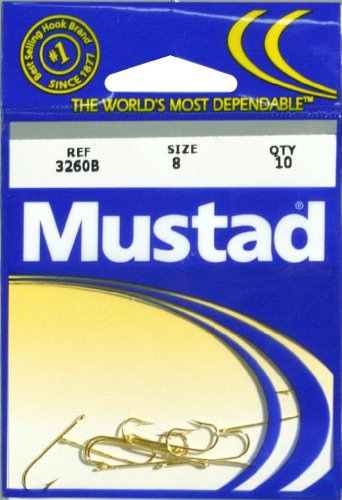 Best Selling Hook Brand
#1
SINCE 1877
THE WORLD'S MOST DEPENDABLE™
REF SIZE QTY
3260B 8 10
Mustad®